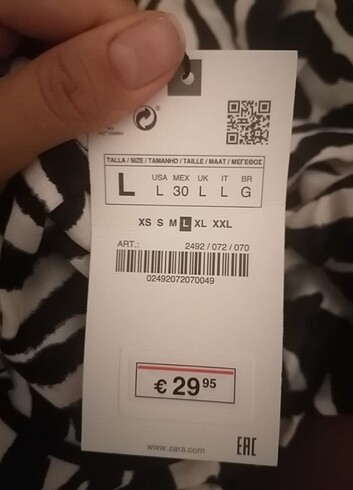 TALLA / SIZE / TAMANHO / TAILLE / MAAT / ΜΕΓΕΘΟΣ
L USA MEX UK IT BR
L 30 L L G
XS S M L XL XXL
ART.: 2492 / 072 / 070
02492072070049
€ 29 95
www.zara.com
EAC